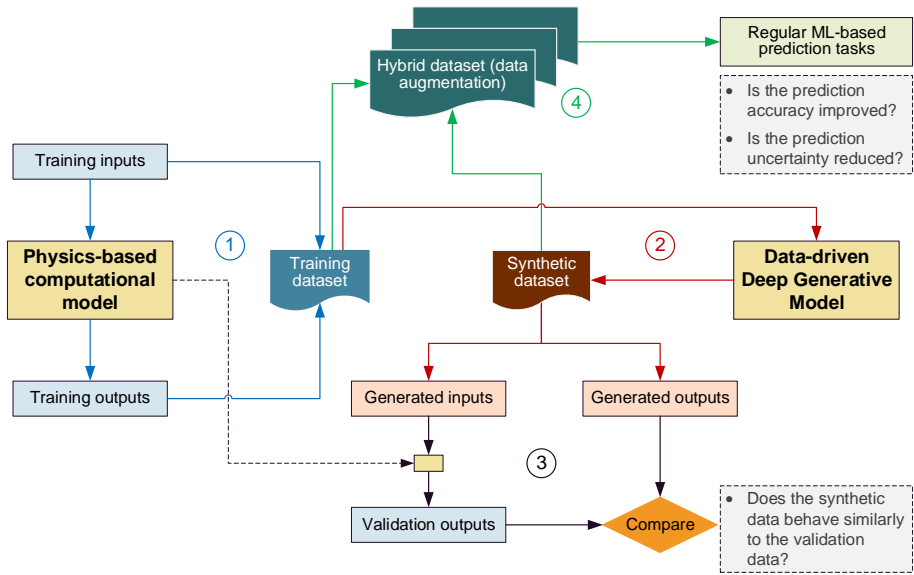 Regular ML-based
prediction tasks
Hybrid dataset (data
augmentation)
4
• Is the prediction
accuracy improved?
• Is the prediction
uncertainty reduced?
Training inputs
1
2
Physics-based
computational
model
Training
dataset
Synthetic
dataset
Data-driven
Deep Generative
Model
Training outputs
Generated inputs
Generated outputs
3
Validation outputs
Compare
• Does the synthetic
data behave similarly
to the validation
data?